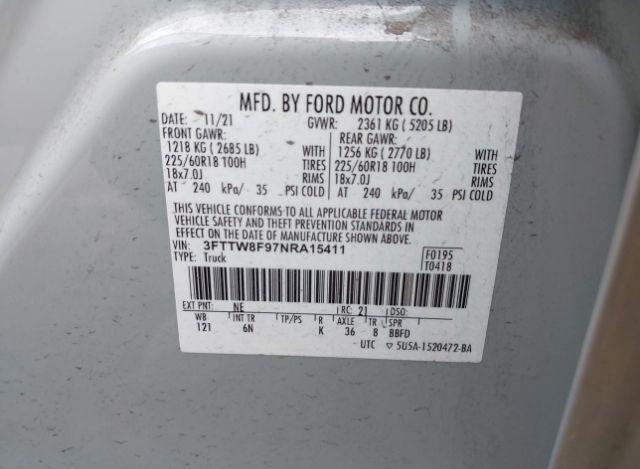 MFD. BY FORD MOTOR CO.
DATE: 11/21 GVWR: 2361 KG ( 5205 LB)
FRONT GAWR: REAR GAWR:
1218 KG ( 2685 LB) WITH 1256 KG ( 2770 LB) WITH
225/60R18 100H TIRES 225/60R18 100H TIRES
18x7.0J RIMS 18x7.0J RIMS
AT 240 kPa/ 35 PSI COLD AT 240 kPa/ 35 PSI COLD
THIS VEHICLE CONFORMS TO ALL APPLICABLE FEDERAL MOTOR
VEHICLE SAFETY AND THEFT PREVENTION STANDARDS IN
EFFECT ON THE DATE OF MANUFACTURE SHOWN ABOVE.
VIN: 3FTTW8F97NRA15411 F0195
TYPE: Truck T0418
EXT PNT: NE RC: 21 DSO:
WB INT TR TP/PS R AXLE TR SPR
121 6N K 36 8 BBFD
UTC ▽ 5U5A-1520472-BA